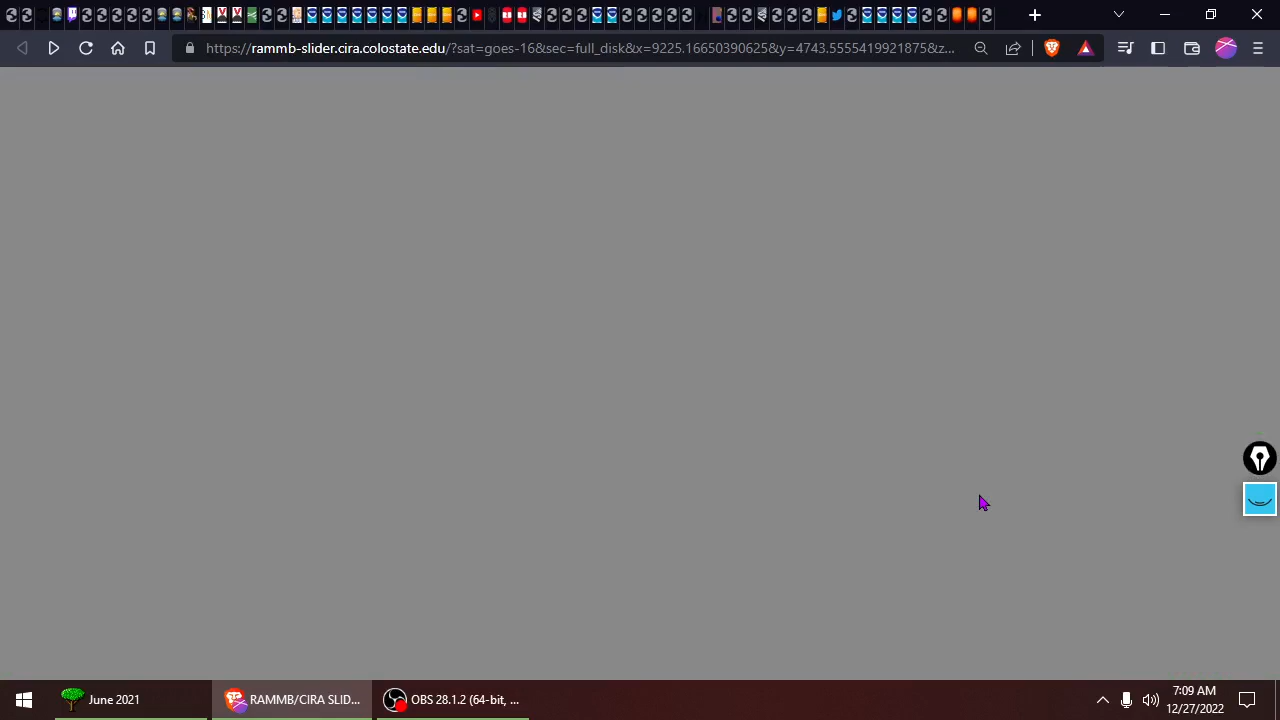 https://rammb-slider.cira.colostate.edu/?sat=goes-16&sec=full_disk&x=9225.16650390625&y=4743.5555419921875&z...
June 2021
RAMMB/CIRA SLID...
OBS 28.1.2 (64-bit, ...
7:09 AM
12/27/2022